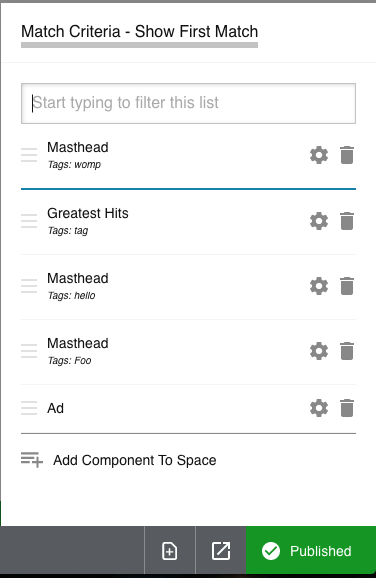 Match Criteria - Show First Match
Start typing to filter this list
Masthead
Tags: womp
Greatest Hits
Tags: tag
Masthead
Tags: hello
Masthead
Tags: Foo
Ad
Add Component To Space
Published